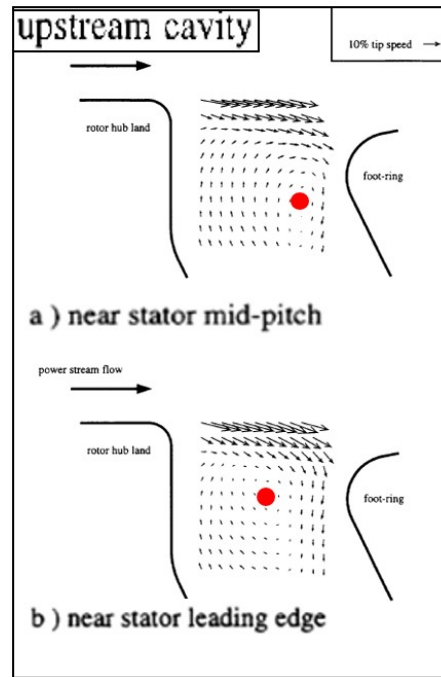 upstream cavity
10% tip speed
rotor hub land
foot-ring
a ) near stator mid-pitch
power stream flow
rotor hub land
foot-ring
b ) near stator leading edge